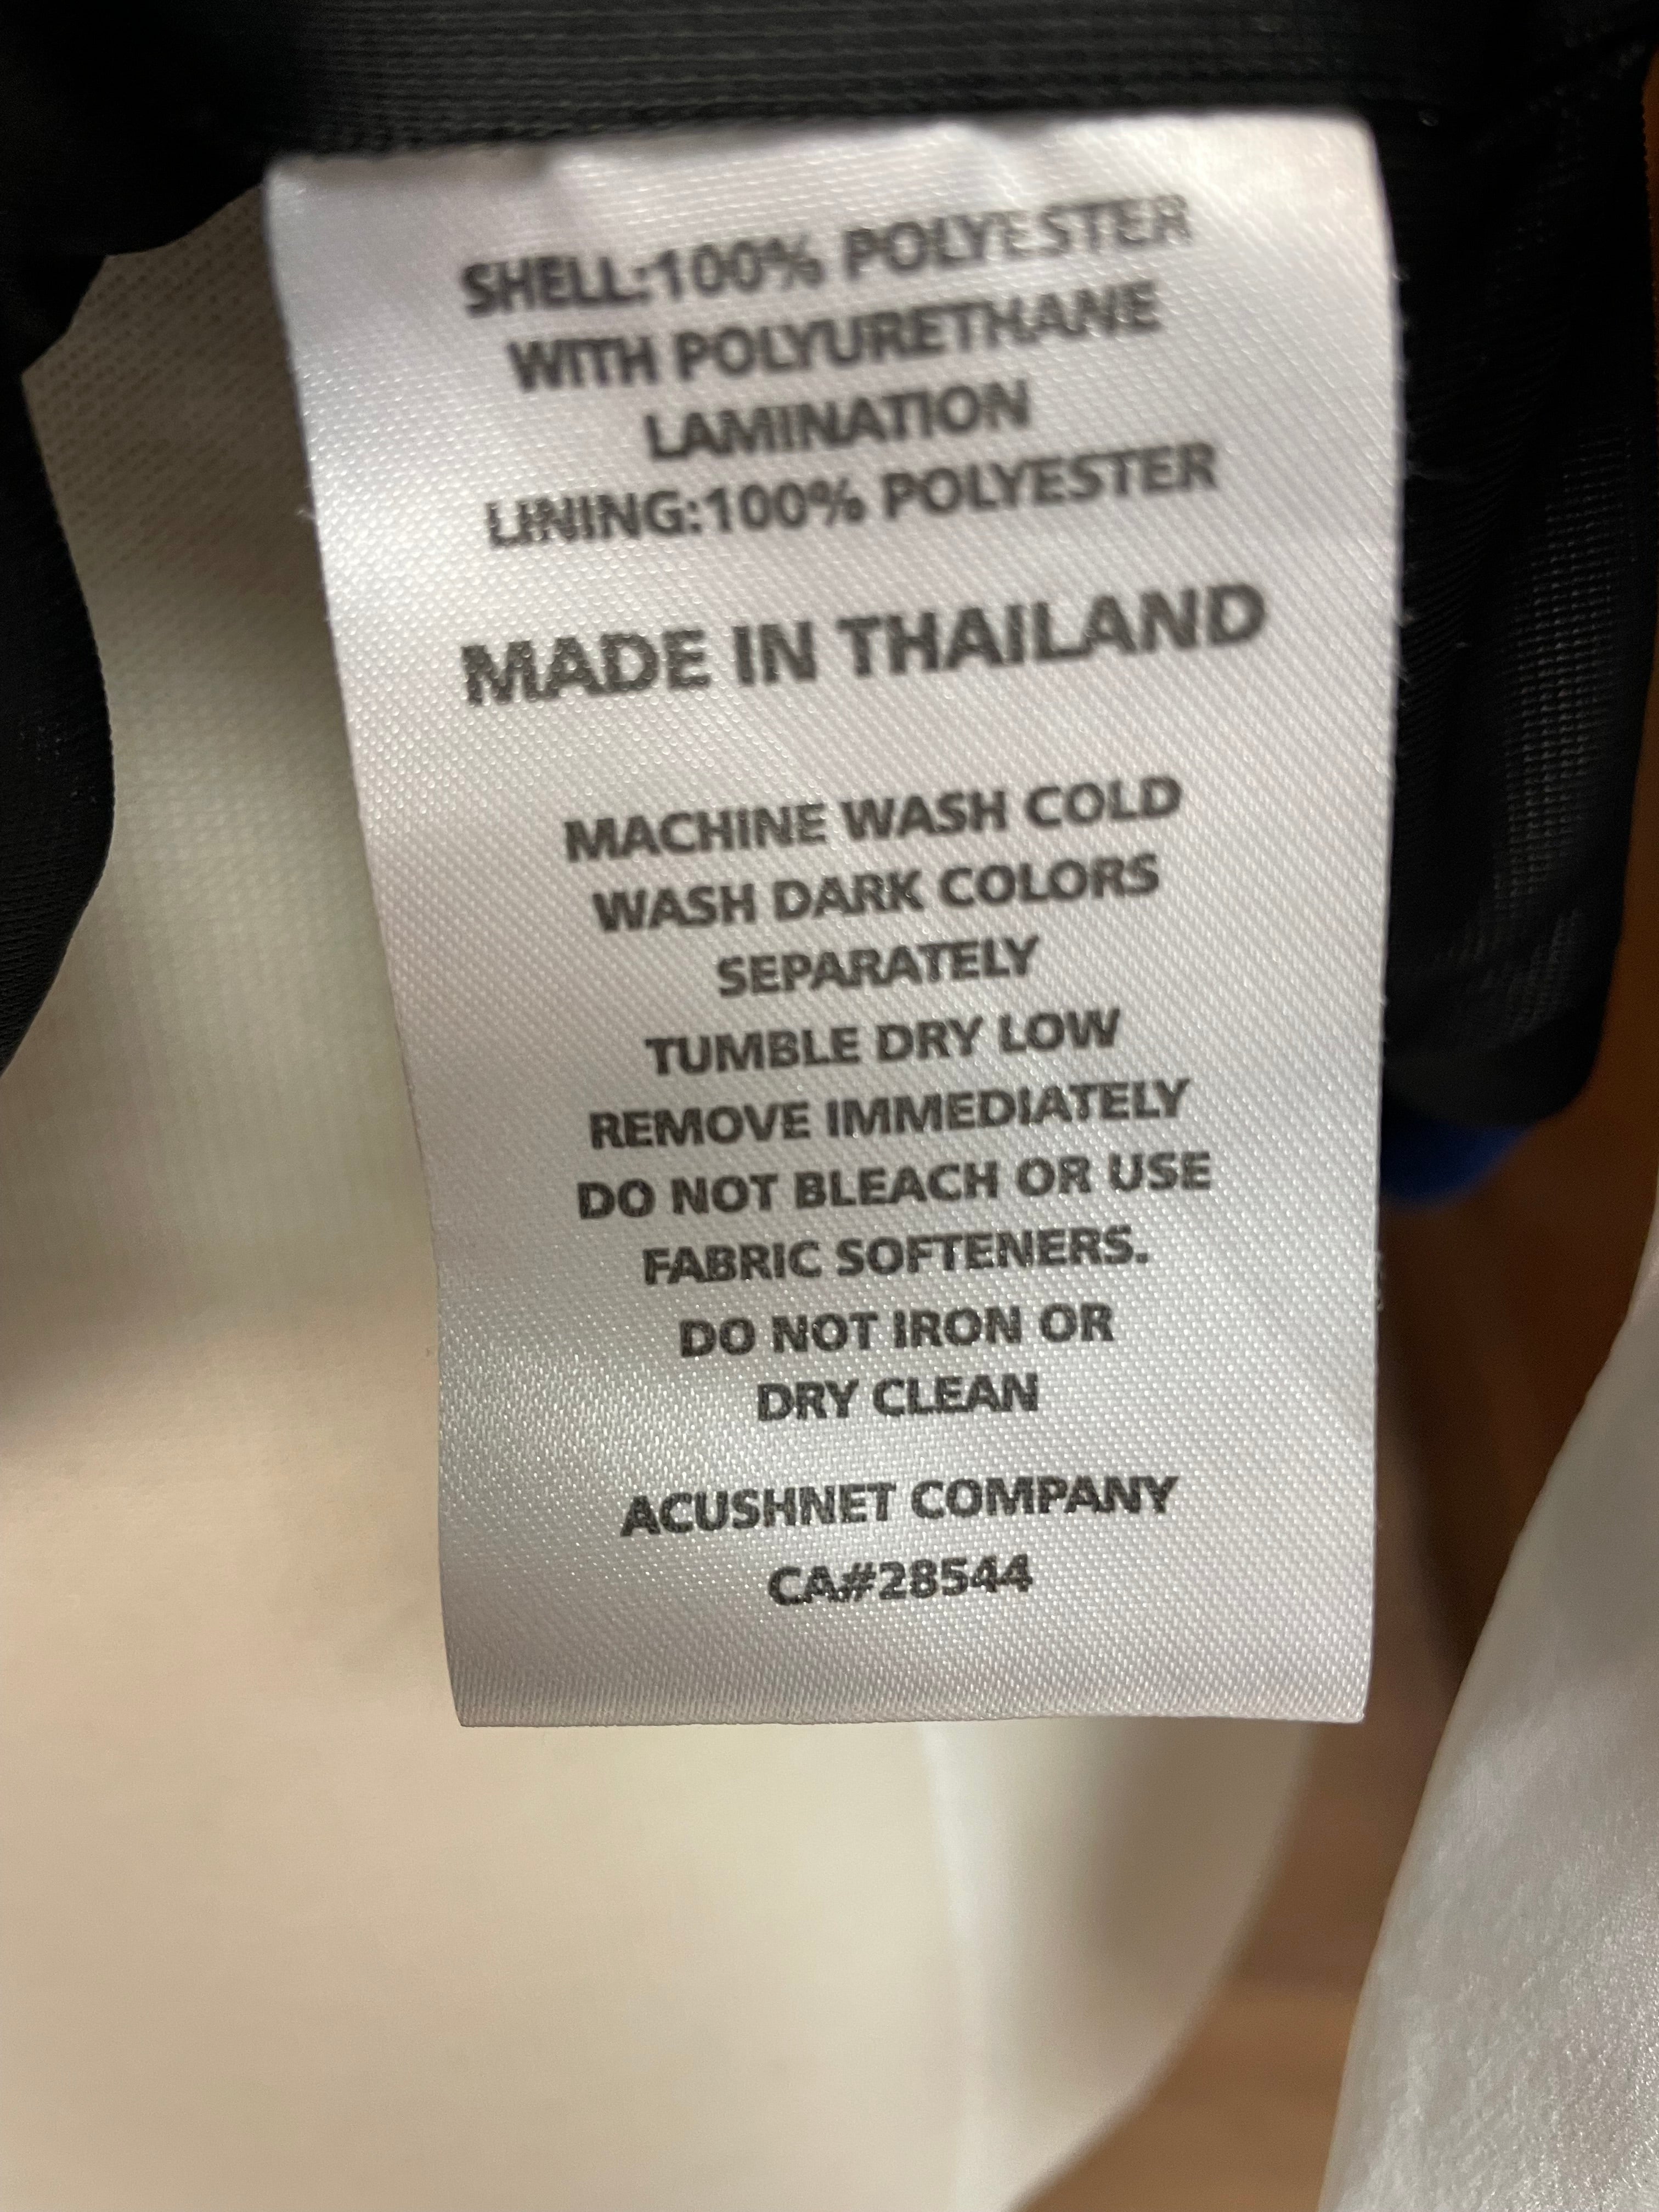 SHELL:100% POLYESTER
WITH POLYURETHANE
LAMINATION
LINING:100% POLYESTER
MADE IN THAILAND
MACHINE WASH COLD
WASH DARK COLORS
SEPARATELY
TUMBLE DRY LOW
REMOVE IMMEDIATELY
DO NOT BLEACH OR USE
FABRIC SOFTENERS.
DO NOT IRON OR
DRY CLEAN
ACUSHNET COMPANY
CA#28544